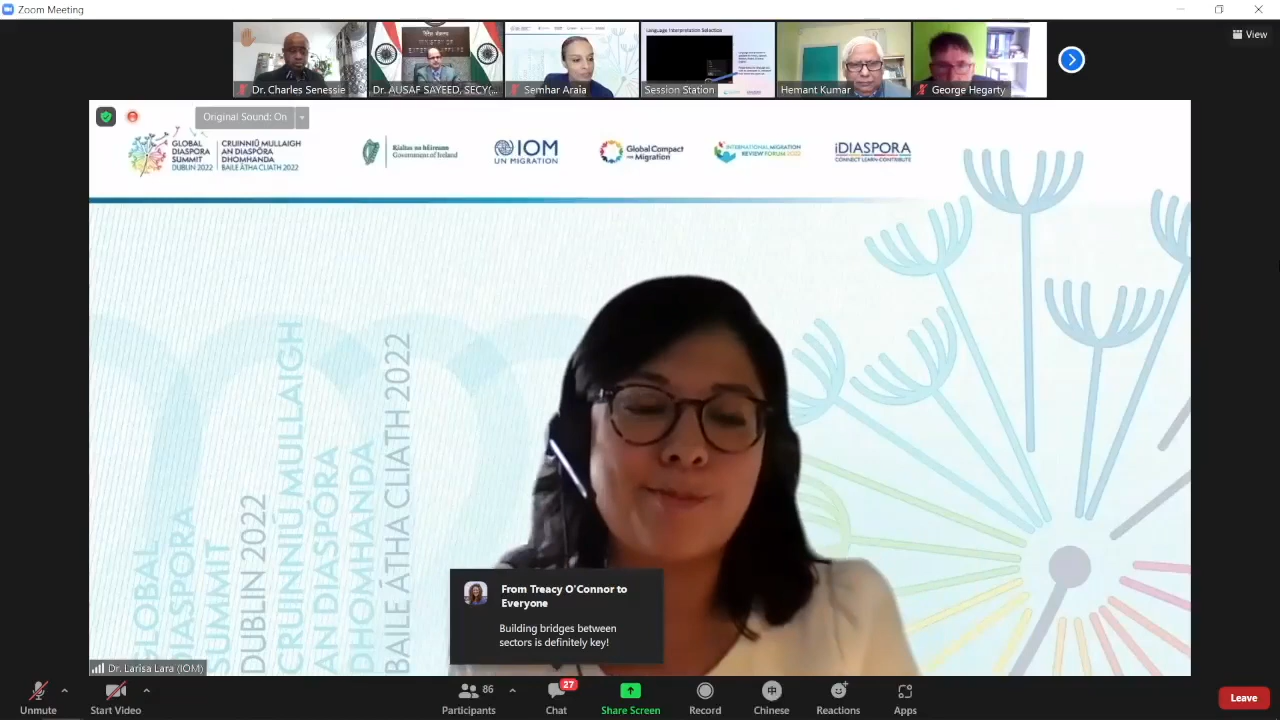 Zoom Meeting
View
Dr. Charles Senessie
Dr. AUSAF SAYEED, SECY(...
Semhar Araia
Session Station
Hemant Kumar
George Hegarty
Language Interpretation Selection
MINISTRY OF
EXTERNAL AFFAIRS
Original Sound: On
GLOBAL
DIASPORA
SUMMIT
DUBLIN 2022
CRUINNIÚ MULLAIGH
AN DIASPÓRA
DHOMHANDA
BAILE ÁTHA CLIATH 2022
Rialtas na hÉireann
Government of Ireland
IOM
UN MIGRATION
Global Compact
for Migration
INTERNATIONAL MIGRATION
REVIEW FORUM 2022
iDIASPORA
CONNECT LEARN CONTRIBUTE
GLOBAL
DIASPORA
SUMMIT
DUBLIN 2022
CRUINNIÚ MULLAIGH
AN DIASPÓRA
DHOMHANDA
BAILE ÁTHA CLIATH 2022
From Treacy O'Connor to
Everyone
Building bridges between
sectors is definitely key!
Dr. Larisa Lara (IOM)
Unmute
Start Video
86
Participants
27
Chat
Share Screen
Record
中
Chinese
Reactions
Apps
Leave